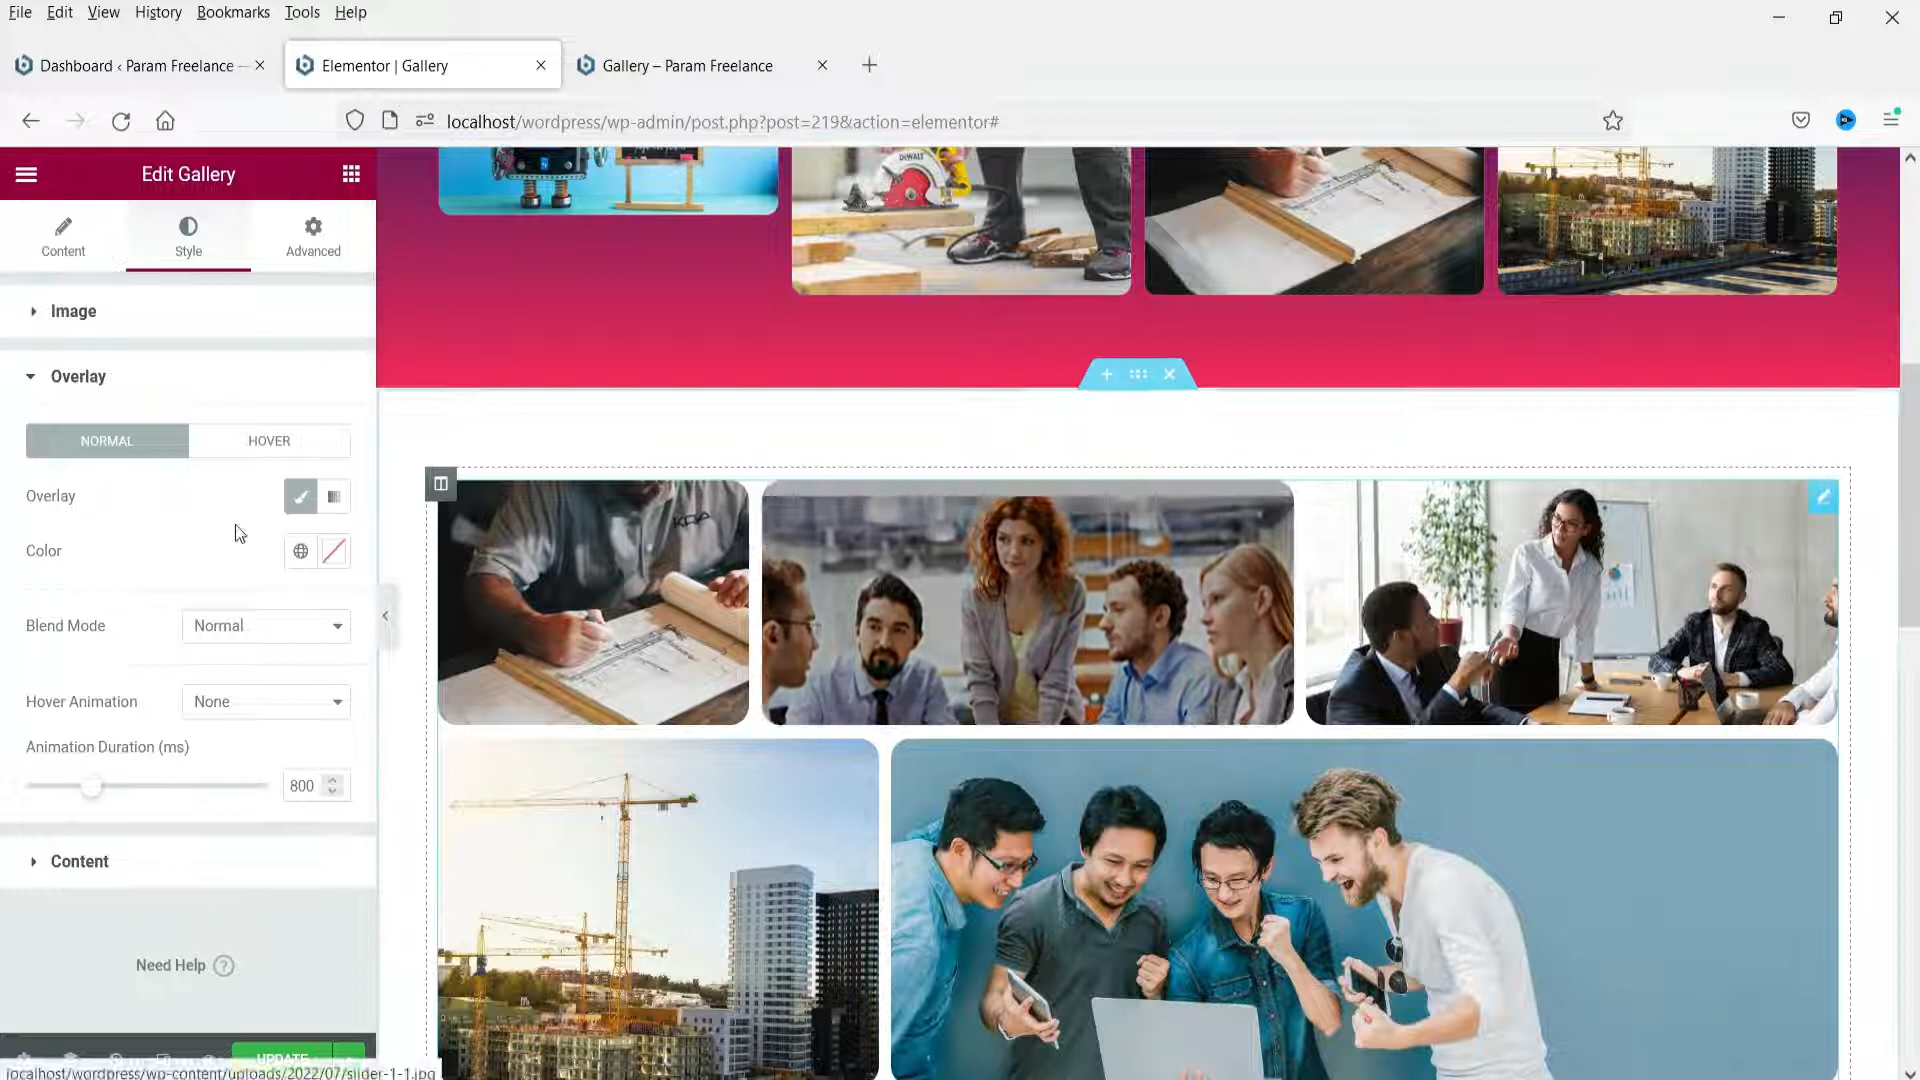 File Edit View History Bookmarks Tools Help
Dashboard ‹ Param Freelance —
Elementor | Gallery
Gallery – Param Freelance
localhost/wordpress/wp-admin/post.php?post=219&action=elementor#
Edit Gallery
Content Style Advanced
Image
Overlay
NORMAL HOVER
Overlay
Color
Blend Mode Normal
Hover Animation None
Animation Duration (ms)
800
Content
Need Help ?
UPDATE
localhost/wordpress/wp-content/uploads/2022/07/slider-1-1.jpg
DEWALT